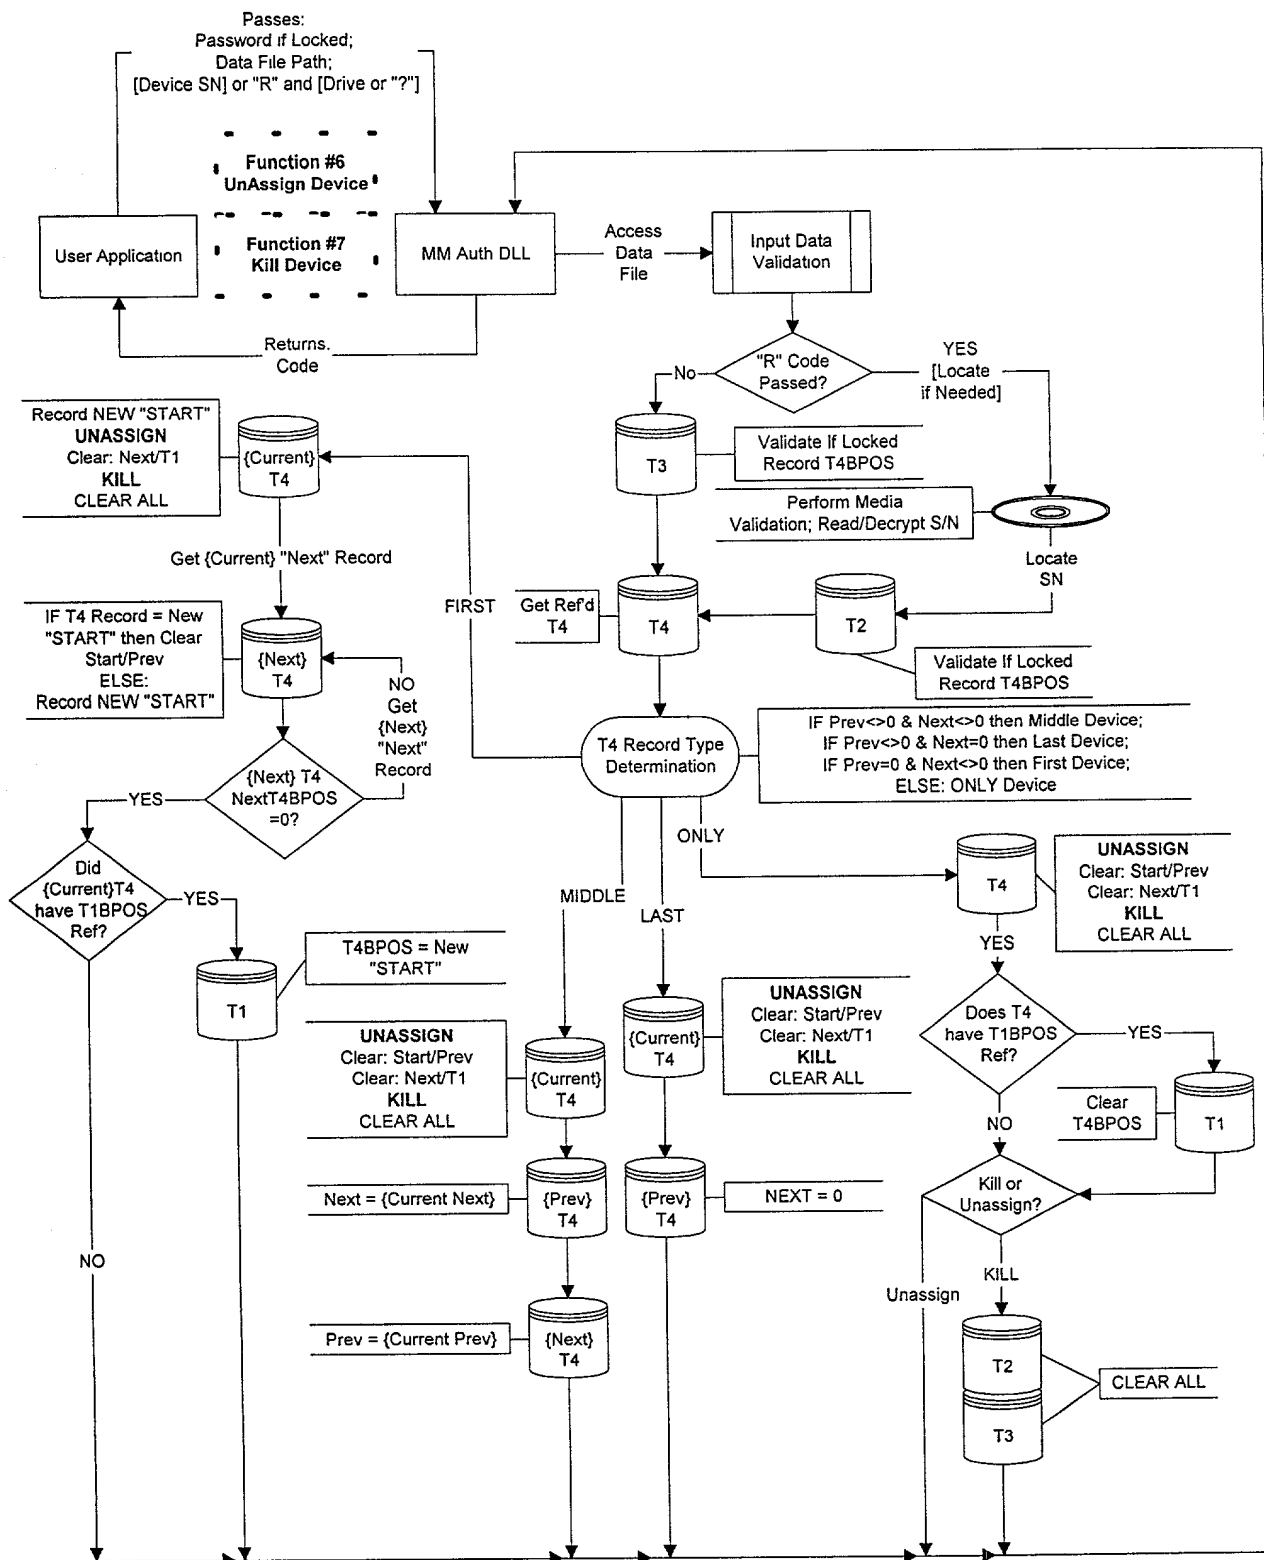 Passes:
Password if Locked;
Data File Path;
[Device SN] or "R" and [Drive or "?"]
Function #6
UnAssign Device
Function #7
Kill Device
User Application
MM Auth DLL
Access
Data
File
Input Data
Validation
Returns.
Code
"R" Code
Passed?
No
YES
[Locate
if Needed]
Record NEW "START"
UNASSIGN
Clear: Next/T1
KILL
CLEAR ALL
{Current}
T4
T3
Validate If Locked
Record T4BPOS
Perform Media
Validation; Read/Decrypt S/N
Locate
SN
Get {Current} "Next" Record
FIRST
Get Ref'd
T4
T4
T2
Validate If Locked
Record T4BPOS
IF T4 Record = New
"START" then Clear
Start/Prev
ELSE:
Record NEW "START"
{Next}
T4
NO
Get
{Next}
"Next"
Record
T4 Record Type
Determination
IF Prev<>0 & Next<>0 then Middle Device;
IF Prev<>0 & Next=0 then Last Device;
IF Prev=0 & Next<>0 then First Device;
ELSE: ONLY Device
{Next} T4
NextT4BPOS
=0?
YES
ONLY
Did
{Current}T4
have T1BPOS
Ref?
YES
MIDDLE
LAST
T4
UNASSIGN
Clear: Start/Prev
Clear: Next/T1
KILL
CLEAR ALL
YES
T4BPOS = New
"START"
T1
UNASSIGN
Clear: Start/Prev
Clear: Next/T1
KILL
CLEAR ALL
{Current}
T4
{Current}
T4
UNASSIGN
Clear: Start/Prev
Clear: Next/T1
KILL
CLEAR ALL
Does T4
have T1BPOS
Ref?
YES
NO
Clear
T4BPOS
T1
Next = {Current Next}
{Prev}
T4
{Prev}
T4
NEXT = 0
Kill or
Unassign?
NO
Unassign
KILL
Prev = {Current Prev}
{Next}
T4
T2
T3
CLEAR ALL